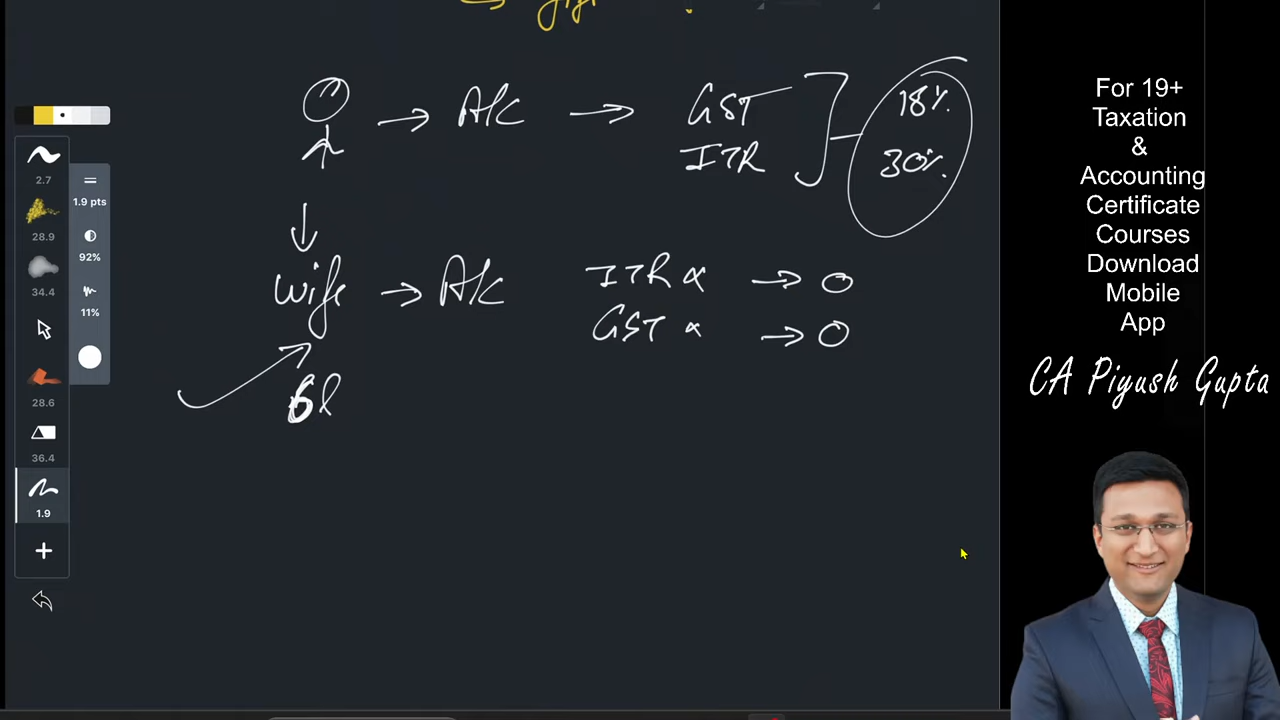 → A/c → GST 18%
ITR 30%
wife → A/c ITR × → 0
GST × → 0
6l
2.7
28.9
34.4
28.6
36.4
1.9
1.9 pts
92%
11%
For 19+
Taxation
&
Accounting
Certificate
Courses
Download
Mobile
App
CA Piyush Gupta